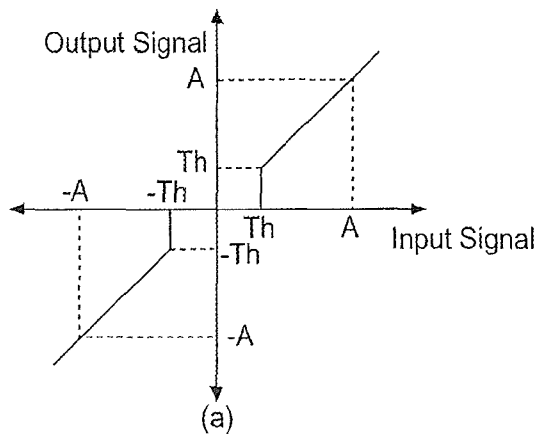 Output Signal
A
Th
-A
-Th
Th
A
Input Signal
-Th
-A
(a)